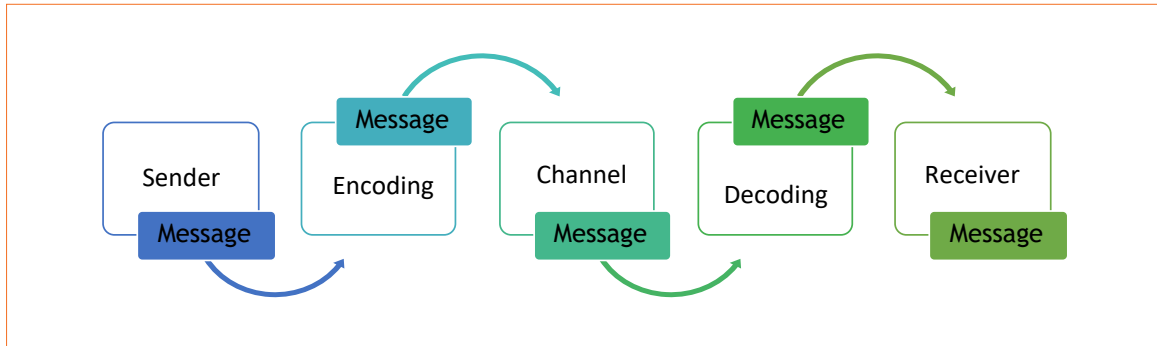 Sender
Message
Message
Encoding
Channel
Message
Message
Decoding
Receiver
Message